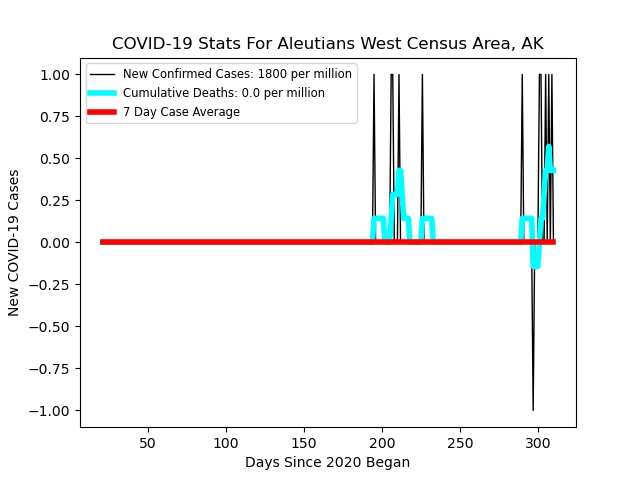 COVID-19 Stats For Aleutians West Census Area, AK
New Confirmed Cases: 1800 per million
Cumulative Deaths: 0.0 per million
7 Day Case Average
1.00
0.75
0.50
0.25
0.00
−0.25
−0.50
−0.75
−1.00
New COVID-19 Cases
50 100 150 200 250 300
Days Since 2020 Began